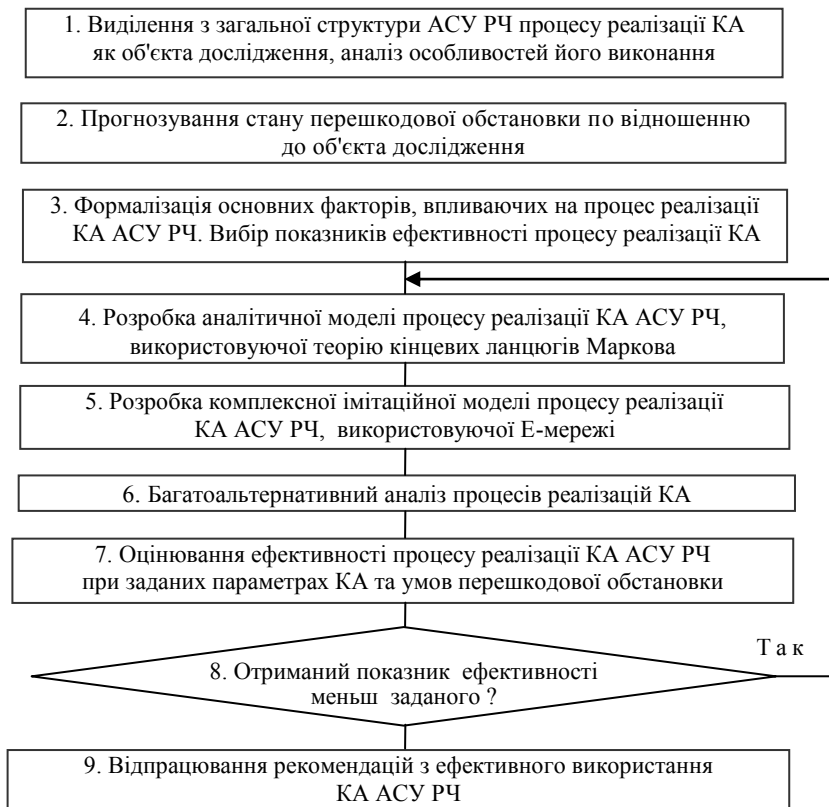 1. Виділення з загальної структури АСУ РЧ процесу реалізації КА
як об'єкта дослідження, аналіз особливостей його виконання
2. Прогнозування стану перешкодової обстановки по відношенню
до об'єкта дослідження
3. Формалізація основних факторів, впливаючих на процес реалізації
КА АСУ РЧ. Вибір показників ефективності процесу реалізації КА
4. Розробка аналітичної моделі процесу реалізації КА АСУ РЧ,
використовуючої теорію кінцевих ланцюгів Маркова
5. Розробка комплексної імітаційної моделі процесу реалізації
КА АСУ РЧ, використовуючої Е-мережі
6. Багатоальтернативний аналіз процесів реалізацій КА
7. Оцінювання ефективності процесу реалізації КА АСУ РЧ
при заданих параметрах КА та умов перешкодової обстановки
Так
8. Отриманий показник ефективності
меньш заданого ?
9. Відпрацювання рекомендацій з ефективного використання
КА АСУ РЧ